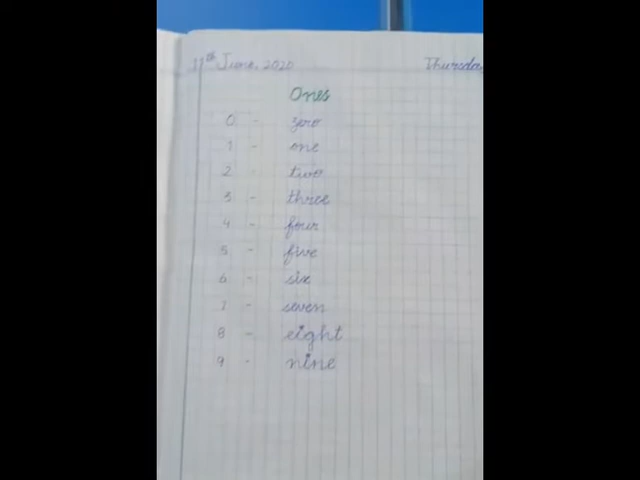 11th June, 2020 Thursday
Ones
0 - zero
1 - one
2 - two
3 - three
4 - four
5 - five
6 - six
7 - seven
8 - eight
9 - nine